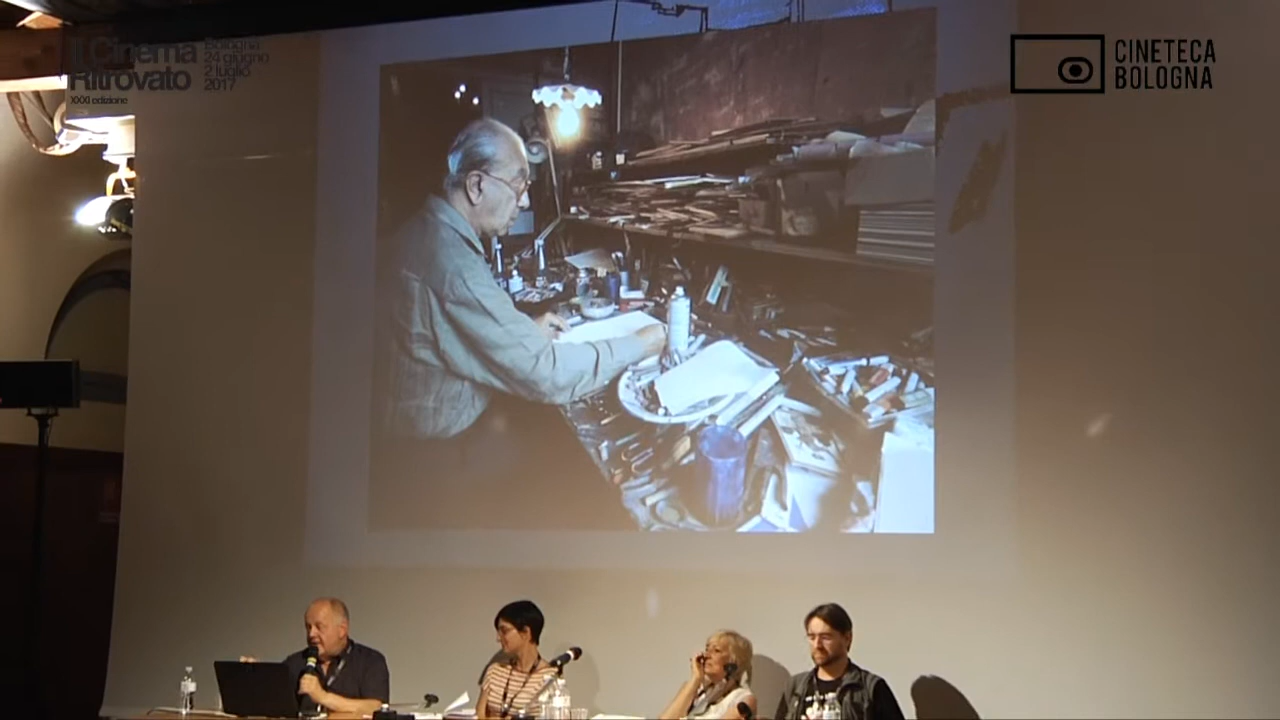 Il Cinema
Ritrovato
XXXI edizione
Bologna
24 giugno
2 luglio
2017
CINETECA
BOLOGNA